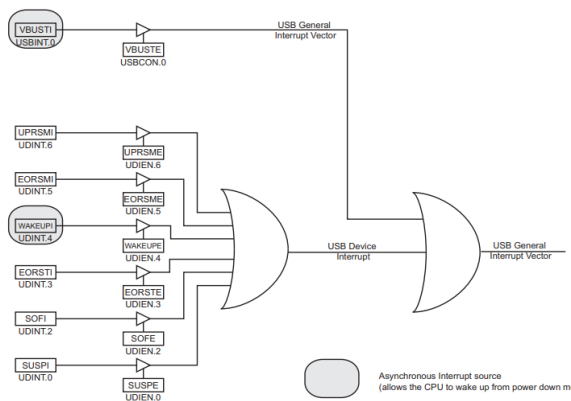 VBUSTI
USBINT.0
VBUSTE
USBCON.0
USB General
Interrupt Vector
UPRSMI
UDINT.6
UPRSME
UDIEN.6
EORSMI
UDINT.5
EORSME
UDIEN.5
WAKEUPI
UDINT.4
WAKEUPE
UDIEN.4
EORSTI
UDINT.3
EORSTE
UDIEN.3
SOFI
UDINT.2
SOFE
UDIEN.2
SUSPI
UDINT.0
SUSPE
UDIEN.0
USB Device
Interrupt
USB General
Interrupt Vector
Asynchronous Interrupt source
(allows the CPU to wake up from power down m